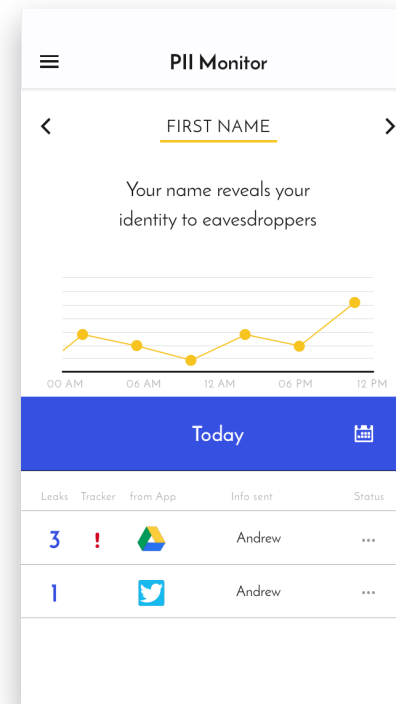 PII Monitor
FIRST NAME
Your name reveals your
identity to eavesdroppers
00 AM 06 AM 12 AM 06 PM 12 PM
Today
Leaks Tracker from App Info sent Status
3 ! Andrew ...
1 Andrew ...